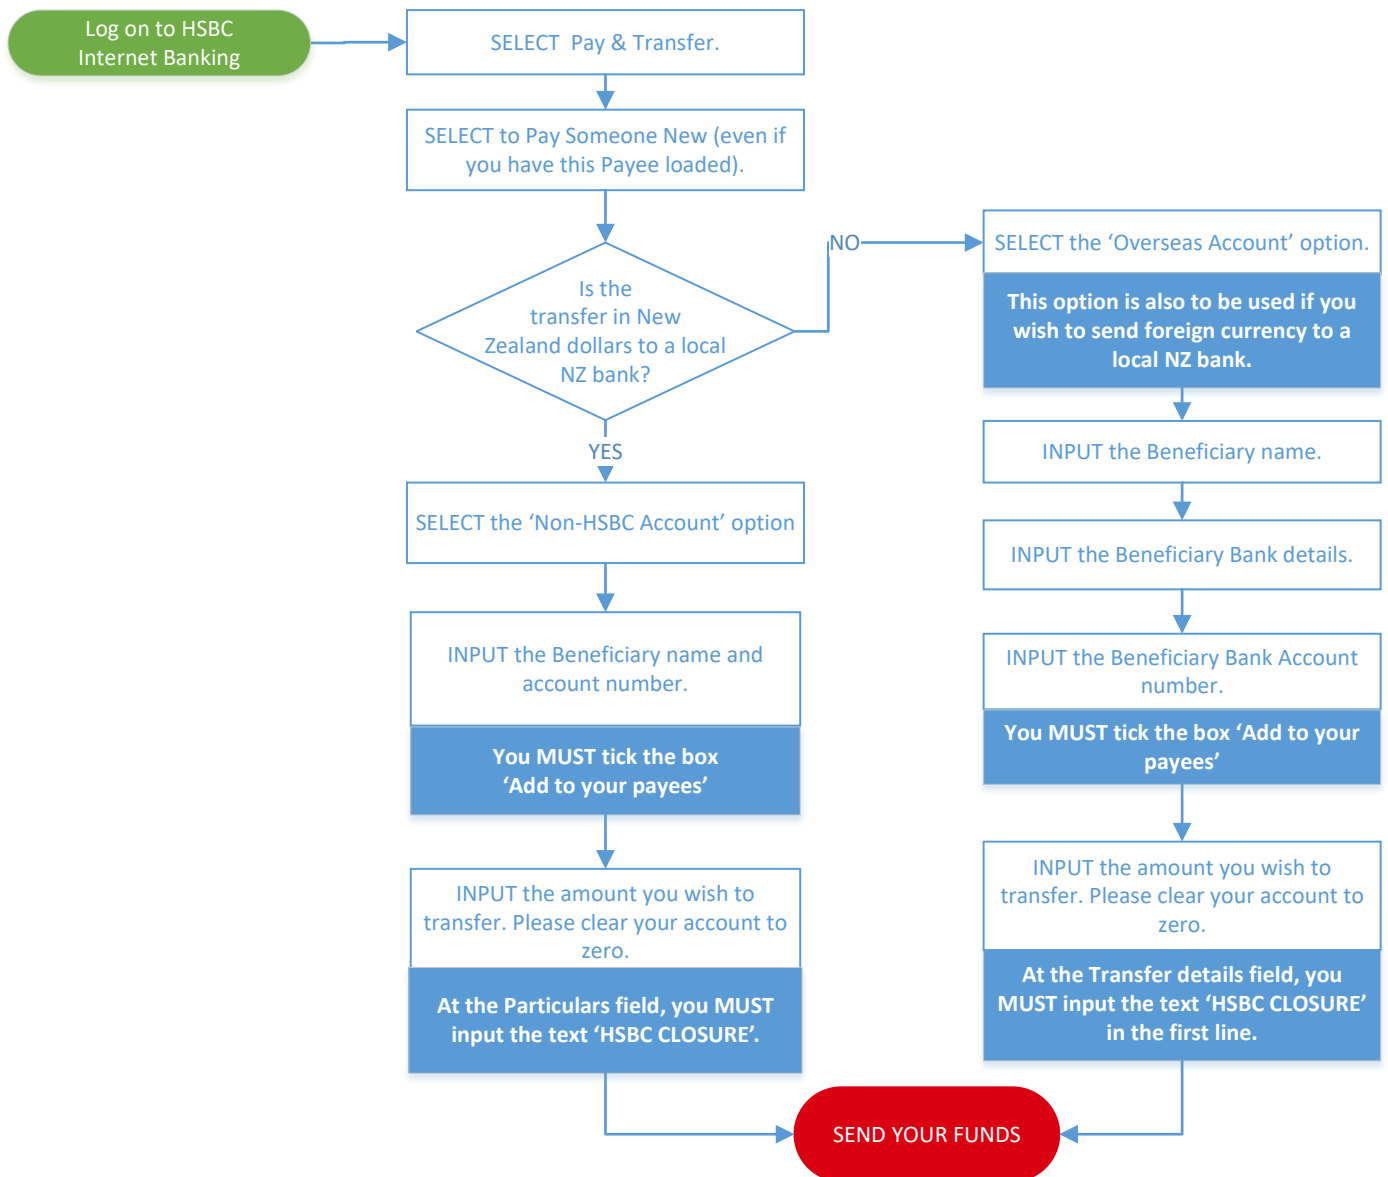 Log on to HSBC
Internet Banking
SELECT Pay & Transfer.
SELECT to Pay Someone New (even if
you have this Payee loaded).
Is the
transfer in New
Zealand dollars to a local
NZ bank?
NO
YES
SELECT the ‘Non-HSBC Account’ option
INPUT the Beneficiary name and
account number.
You MUST tick the box
‘Add to your payees’
INPUT the amount you wish to
transfer. Please clear your account to
zero.
At the Particulars field, you MUST
input the text ‘HSBC CLOSURE’.
SELECT the ‘Overseas Account’ option.
This option is also to be used if you
wish to send foreign currency to a
local NZ bank.
INPUT the Beneficiary name.
INPUT the Beneficiary Bank details.
INPUT the Beneficiary Bank Account
number.
You MUST tick the box ‘Add to your
payees’
INPUT the amount you wish to
transfer. Please clear your account to
zero.
At the Transfer details field, you
MUST input the text ‘HSBC CLOSURE’
in the first line.
SEND YOUR FUNDS